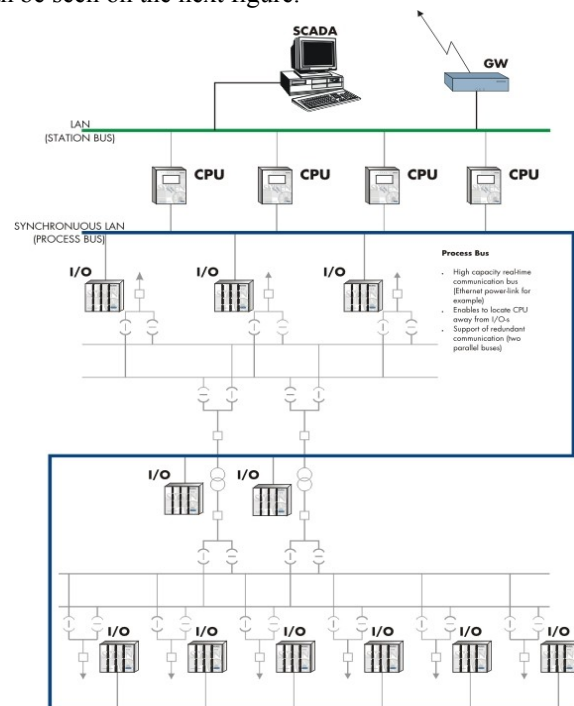 n be seen on the next figure.
SCADA
GW
LAN
(STATION BUS)
CPU
CPU
CPU
CPU
SYNCHRONUOUS LAN
(PROCESS BUS)
I/O
I/O
I/O
Process Bus
• High capacity real-time
communication bus
(Ethernet power-link for
example)
• Enables to locate CPU
away from I/O-s
• Support of redundant
communication (two
parallel buses)
I/O
I/O
I/O
I/O
I/O
I/O
I/O
I/O